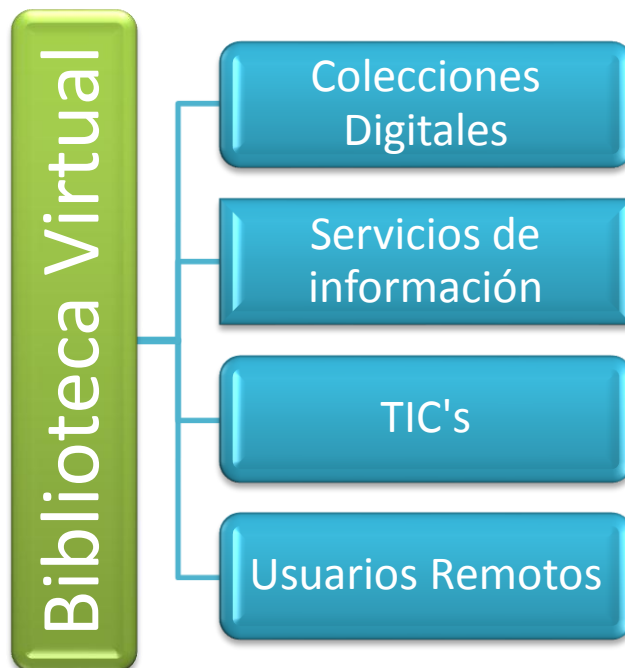 Biblioteca Virtual
Colecciones
Digitales
Servicios de
información
TIC's
Usuarios Remotos